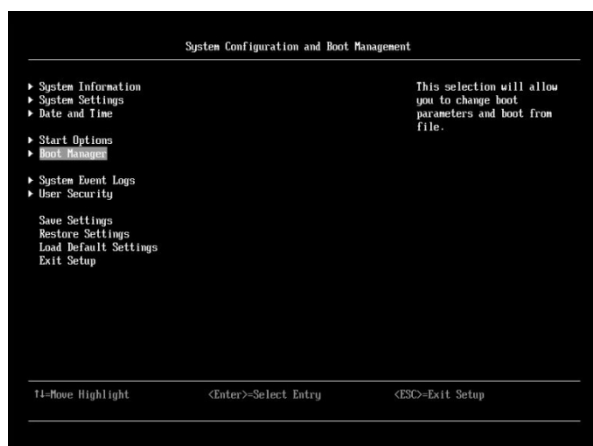 System Configuration and Boot Management
System Information
System Settings
Date and Time
Start Options
Boot Manager
System Event Logs
User Security
Save Settings
Restore Settings
Load Default Settings
Exit Setup
This selection will allow
you to change boot
parameters and boot from
file.
↑↓=Move Highlight <Enter>=Select Entry <ESC>=Exit Setup